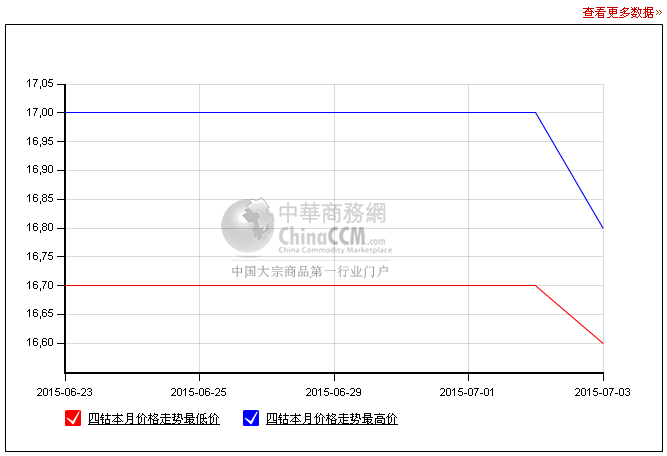 查看更多数据»
17,05
17,00
16,95
16,90
16,85
16,80
16,75
16,70
16,65
16,60
中華商務網
ChinaCCM.com
China Commodity Marketplace
中国大宗商品第一行业门户
2015-06-23 2015-06-25 2015-06-29 2015-07-01 2015-07-03
四钴本月价格走势最低价 四钴本月价格走势最高价